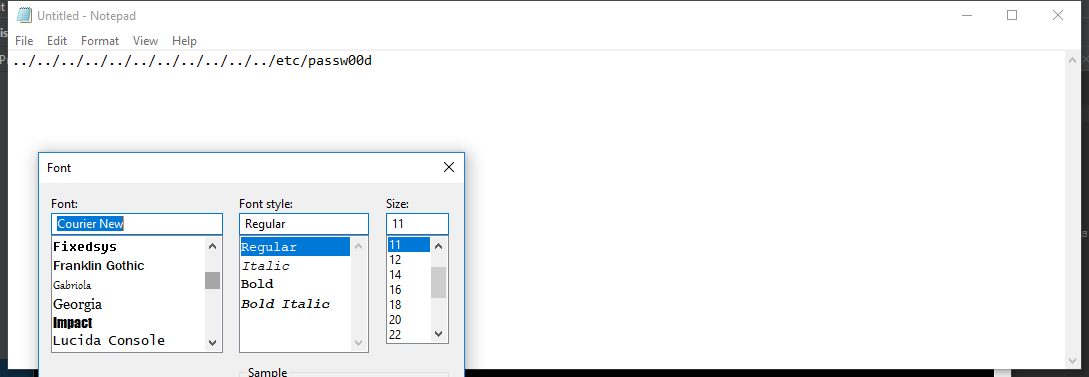 Untitled - Notepad
File Edit Format View Help
../../../../../../../../../../../etc/passw00d
Font
Font: Font style: Size:
Courier New Regular 11
Fixedsys Regular 11
Franklin Gothic Italic 12
Gabriola Bold 14
Georgia Bold Italic 16
Impact 18
Lucida Console 20
22
Sample